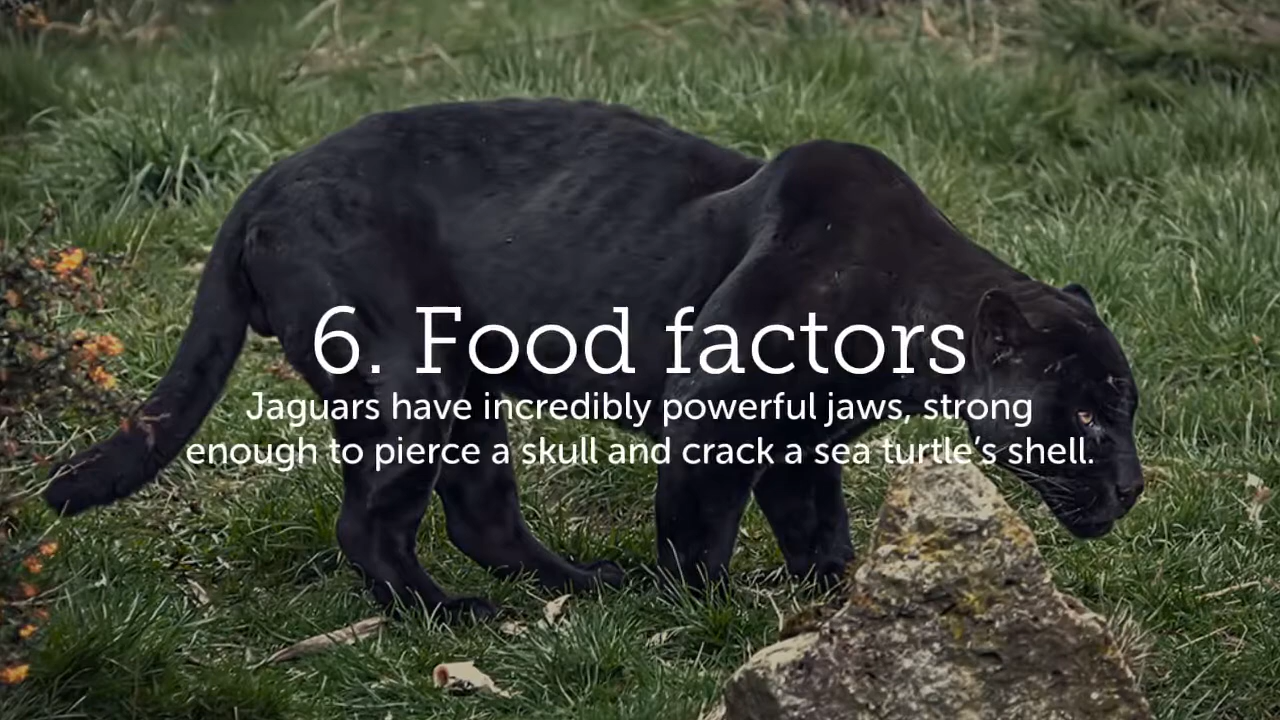 6. Food factors
Jaguars have incredibly powerful jaws, strong
enough to pierce a skull and crack a sea turtle’s shell.